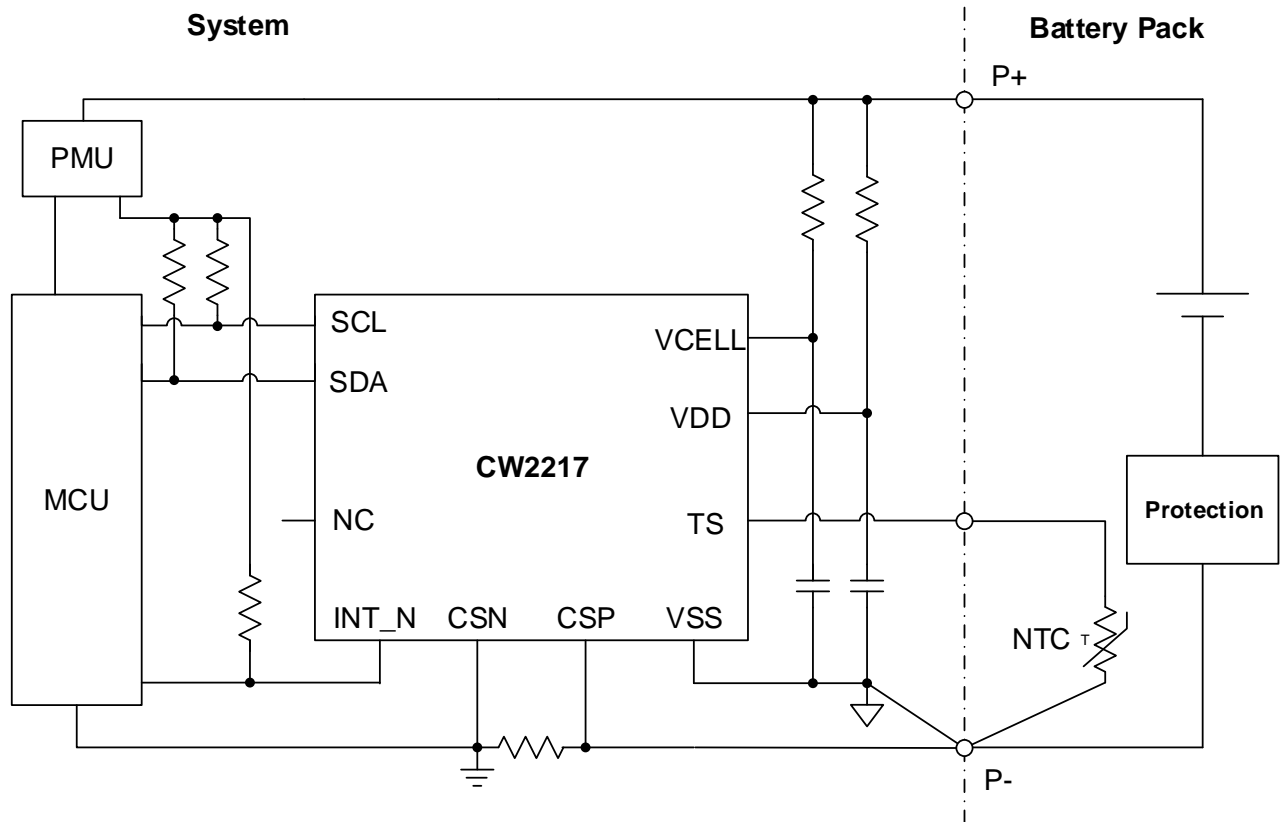 System
Battery Pack
P+
PMU
SCL
VCELL
SDA
VDD
CW2217
MCU
NC
TS
Protection
INT_N
CSN
CSP
VSS
NTC
T
P-